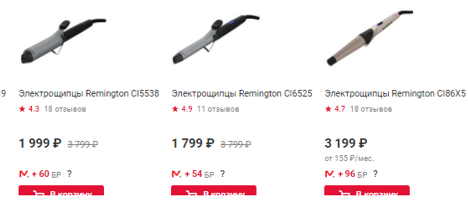 9
Электрощипцы Remington CI5538
★ 4.3 18 отзывов
1 999 ₽ 3 799 ₽
+ 60 БР ?
В корзину
Электрощипцы Remington CI6525
★ 4.9 11 отзывов
1 799 ₽ 3 799 ₽
+ 54 БР ?
В корзину
Электрощипцы Remington CI86X5
★ 4.7 18 отзывов
3 199 ₽
от 155 ₽/мес.
+ 96 БР ?
В корзину